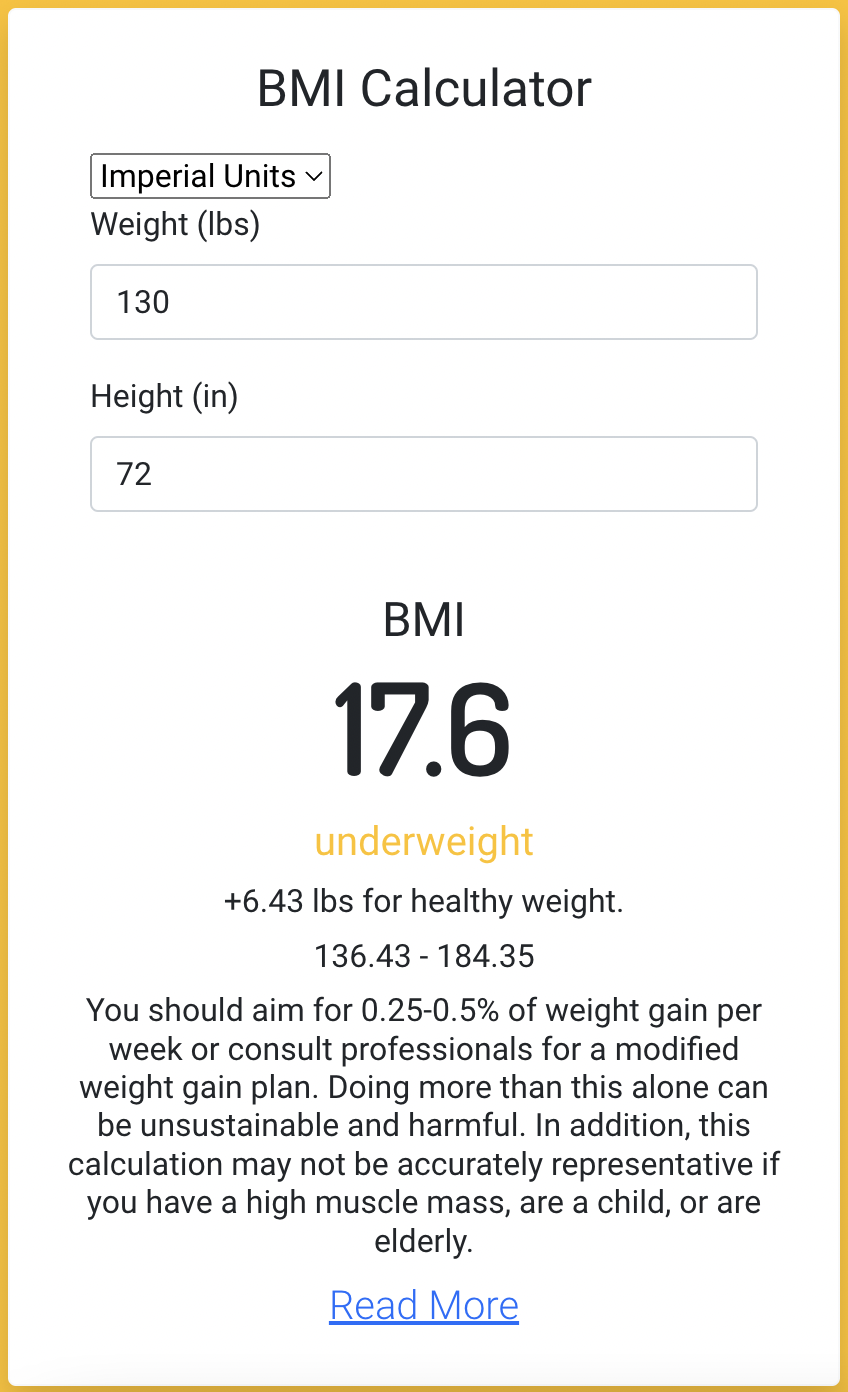 BMI Calculator
Imperial Units
Weight (lbs)
130
Height (in)
72
BMI
17.6
underweight
+6.43 lbs for healthy weight.
136.43 - 184.35
You should aim for 0.25-0.5% of weight gain per
week or consult professionals for a modified
weight gain plan. Doing more than this alone can
be unsustainable and harmful. In addition, this
calculation may not be accurately representative if
you have a high muscle mass, are a child, or are
elderly.
Read More